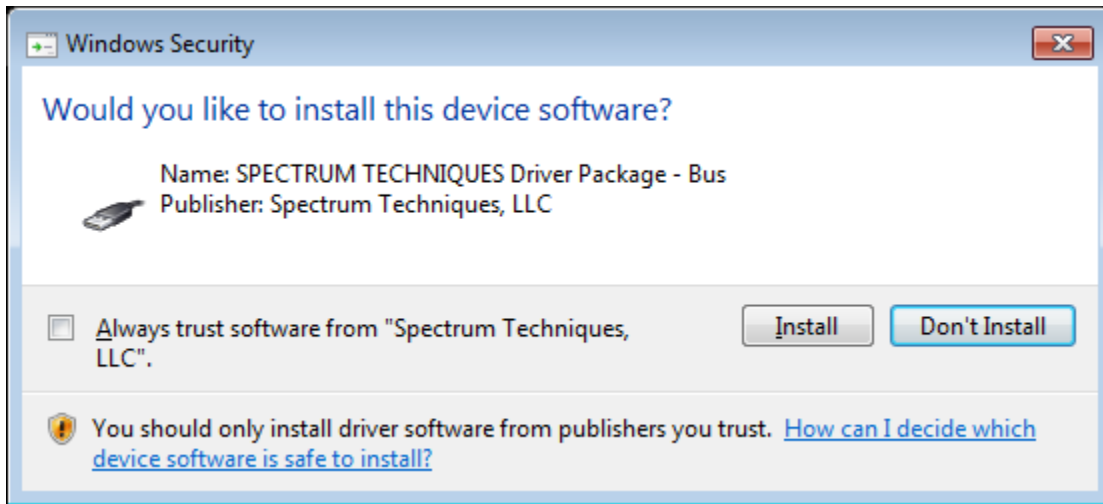 Windows Security
Would you like to install this device software?
Name: SPECTRUM TECHNIQUES Driver Package - Bus
Publisher: Spectrum Techniques, LLC
Always trust software from "Spectrum Techniques,
LLC".
Install
Don't Install
You should only install driver software from publishers you trust. How can I decide which
device software is safe to install?